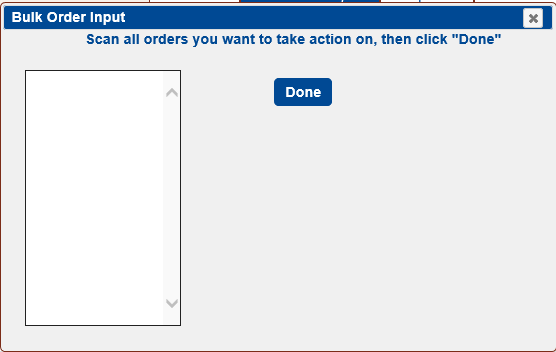 Bulk Order Input
Scan all orders you want to take action on, then click "Done"
Done